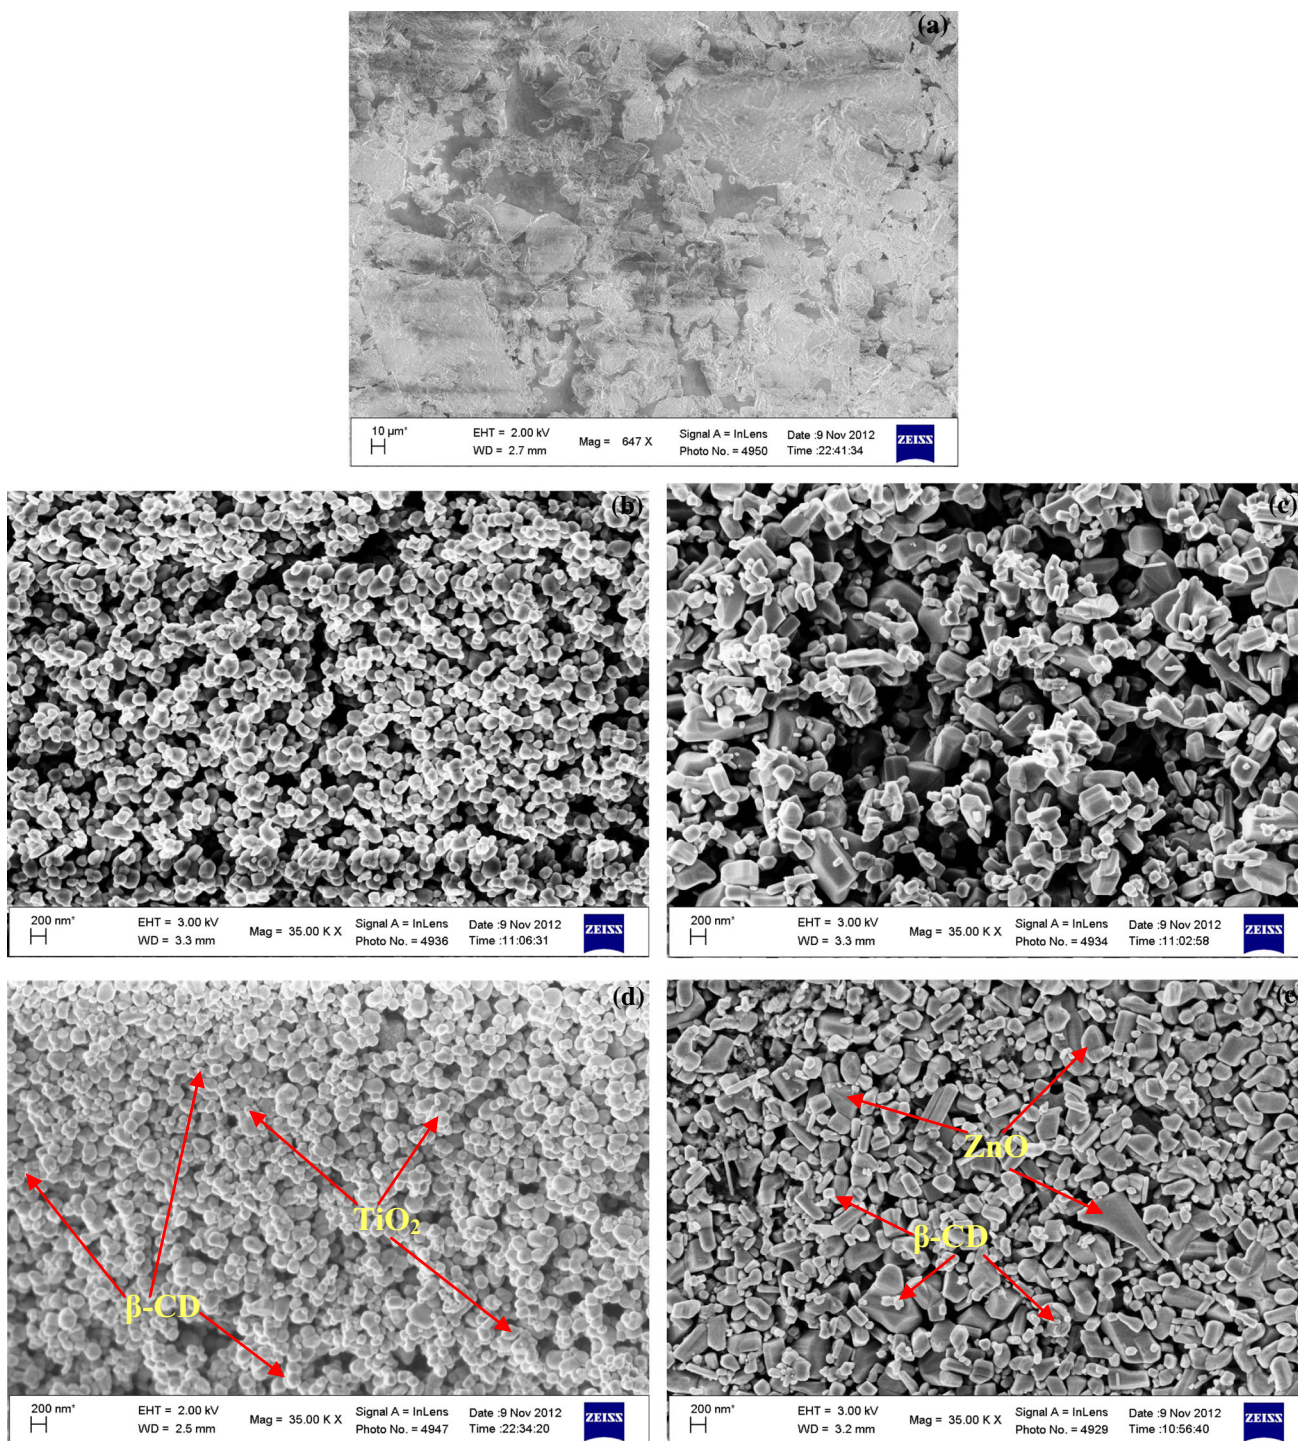 (a)
10 µm*
EHT = 2.00 kV
WD = 2.7 mm
Mag = 647 X
Signal A = InLens
Photo No. = 4950
Date :9 Nov 2012
Time :22:41:34
ZEISS
(b)
200 nm*
EHT = 3.00 kV
WD = 3.3 mm
Mag = 35.00 K X
Signal A = InLens
Photo No. = 4936
Date :9 Nov 2012
Time :11:06:31
ZEISS
(c)
200 nm*
EHT = 3.00 kV
WD = 3.3 mm
Mag = 35.00 K X
Signal A = InLens
Photo No. = 4934
Date :9 Nov 2012
Time :11:02:58
ZEISS
(d)
TiO₂
β-CD
200 nm*
EHT = 2.00 kV
WD = 2.5 mm
Mag = 35.00 K X
Signal A = InLens
Photo No. = 4947
Date :9 Nov 2012
Time :22:34:20
ZEISS
(e)
ZnO
β-CD
200 nm*
EHT = 3.00 kV
WD = 3.2 mm
Mag = 35.00 K X
Signal A = InLens
Photo No. = 4929
Date :9 Nov 2012
Time :10:56:40
ZEISS